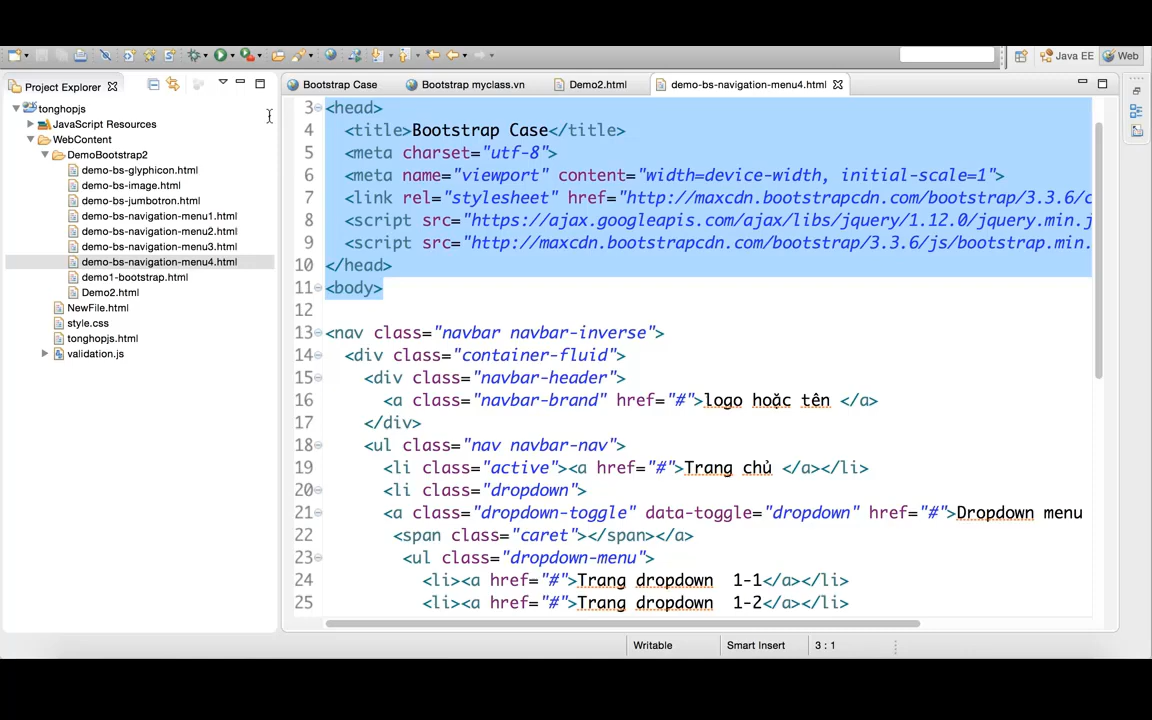 Java EE
Web
Project Explorer
tonghopjs
JavaScript Resources
WebContent
DemoBootstrap2
demo-bs-glyphicon.html
demo-bs-image.html
demo-bs-jumbotron.html
demo-bs-navigation-menu1.html
demo-bs-navigation-menu2.html
demo-bs-navigation-menu3.html
demo-bs-navigation-menu4.html
demo1-bootstrap.html
Demo2.html
NewFile.html
style.css
tonghopjs.html
validation.js
Bootstrap Case
Bootstrap myclass.vn
Demo2.html
demo-bs-navigation-menu4.html
3 <head>
4 <title>Bootstrap Case</title>
5 <meta charset="utf-8">
6 <meta name="viewport" content="width=device-width, initial-scale=1">
7 <link rel="stylesheet" href="http://maxcdn.bootstrapcdn.com/bootstrap/3.3.6/c
8 <script src="https://ajax.googleapis.com/ajax/libs/jquery/1.12.0/jquery.min.j
9 <script src="http://maxcdn.bootstrapcdn.com/bootstrap/3.3.6/js/bootstrap.min.
10 </head>
11 <body>
12
13 <nav class="navbar navbar-inverse">
14 <div class="container-fluid">
15 <div class="navbar-header">
16 <a class="navbar-brand" href="#">logo hoặc tên </a>
17 </div>
18 <ul class="nav navbar-nav">
19 <li class="active"><a href="#">Trang chủ </a></li>
20 <li class="dropdown">
21 <a class="dropdown-toggle" data-toggle="dropdown" href="#">Dropdown menu
22 <span class="caret"></span></a>
23 <ul class="dropdown-menu">
24 <li><a href="#">Trang dropdown  1-1</a></li>
25 <li><a href="#">Trang dropdown  1-2</a></li>
Writable
Smart Insert
3 : 1